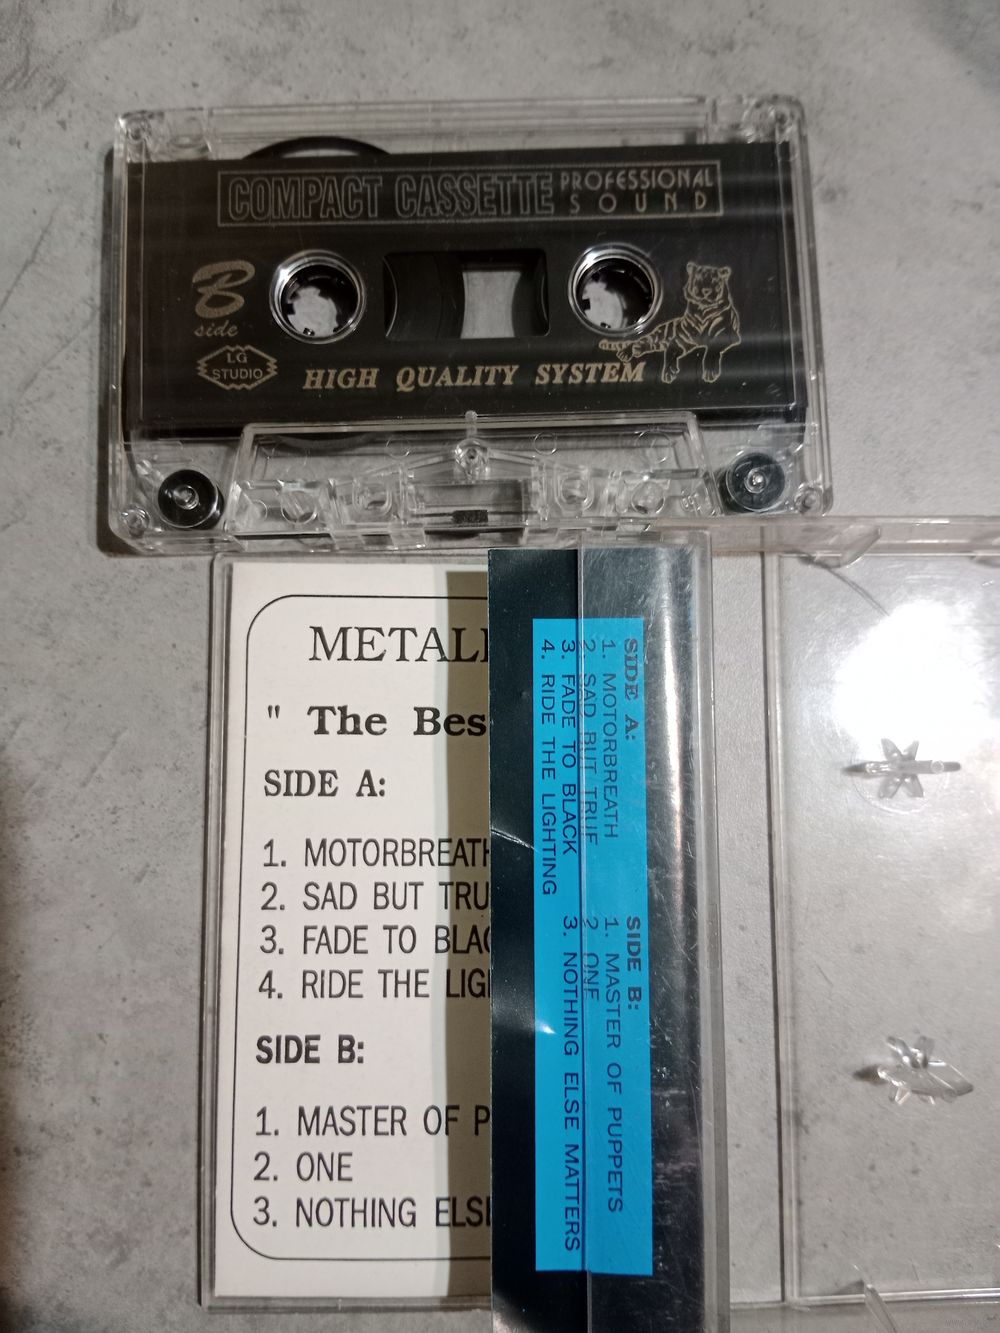 COMPACT CASSETTE PROFESSIONAL SOUND
B
side
LG
STUDIO
HIGH QUALITY SYSTEM
METALL
" The Bes
SIDE A:
1. MOTORBREATH
2. SAD BUT TRU
3. FADE TO BLAC
4. RIDE THE LIGH
SIDE B:
1. MASTER OF P
2. ONE
3. NOTHING ELSE
SIDE A:
1. MOTORBREATH
2. SAD BUT TRUE
3. FADE TO BLACK
4. RIDE THE LIGHTING
SIDE B:
1. MASTER OF PUPPETS
2. ONE
3. NOTHING ELSE MATTERS